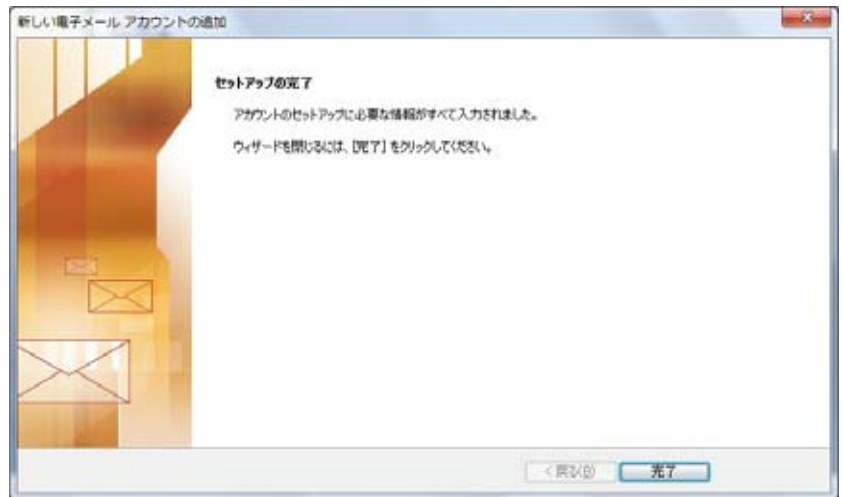 新しい電子メール アカウントの追加
セットアップの完了
アカウントのセットアップに必要な情報がすべて入力されました。
ウィザードを閉じるには、[完了] をクリックしてください。
< 戻る(B)
完了